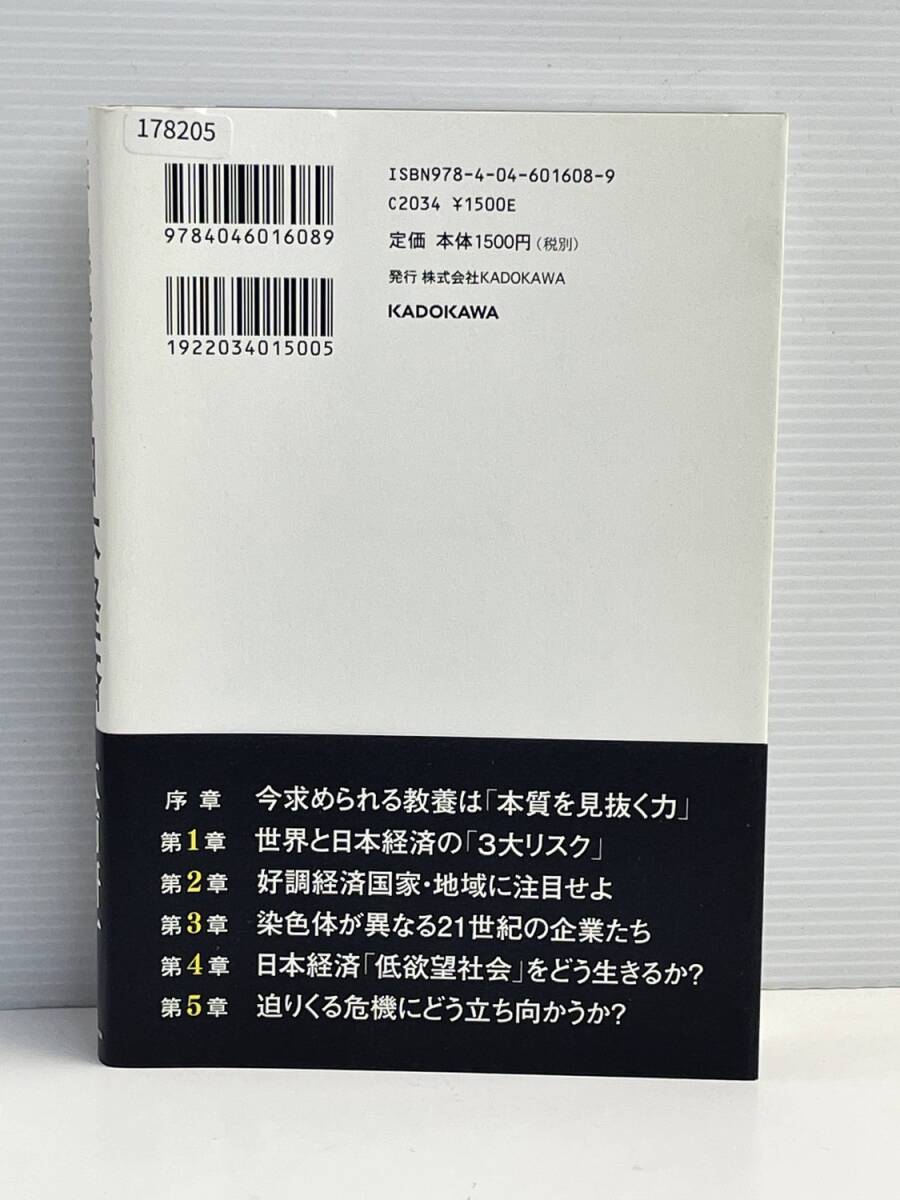 178205
ISBN978-4-04-601608-9
C2034 ¥1500E
9784046016089
定価 本体1500円(税別)
発行 株式会社KADOKAWA
KADOKAWA
1922034015005
序 章 今求められる教養は「本質を見抜く力」
第1章 世界と日本経済の「3大リスク」
第2章 好調経済国家・地域に注目せよ
第3章 染色体が異なる21世紀の企業たち
第4章 日本経済「低欲望社会」をどう生きるか?
第5章 迫りくる危機にどう立ち向かうか?